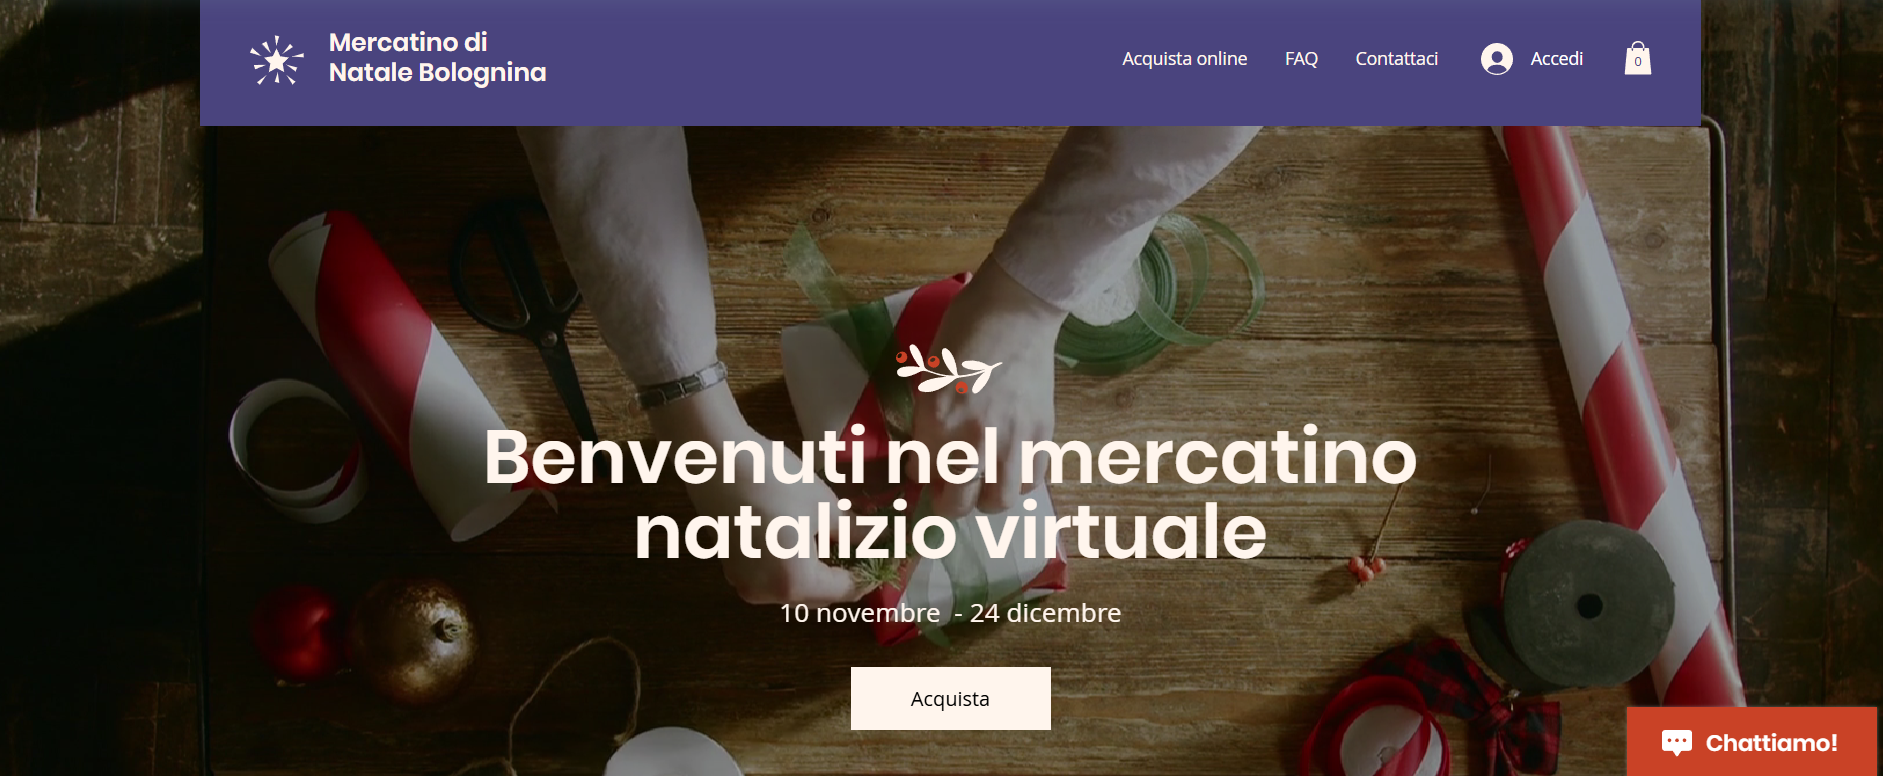 Mercatino di
Natale Bolognina
Acquista online
FAQ
Contattaci
Accedi
0
Benvenuti nel mercatino
natalizio virtuale
10 novembre - 24 dicembre
Acquista
Chattiamo!